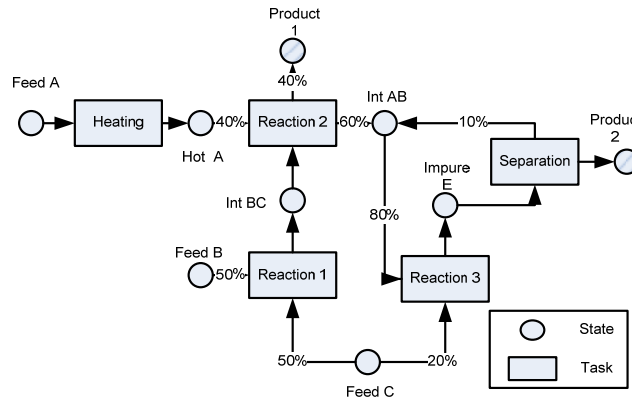 Product
1
Feed A
Heating
Hot A
40%
Reaction 2
40%
60%
Int AB
10%
Separation
Product
2
Impure
E
Int BC
80%
Feed B
50%
Reaction 1
Reaction 3
50%
20%
Feed C
State
Task